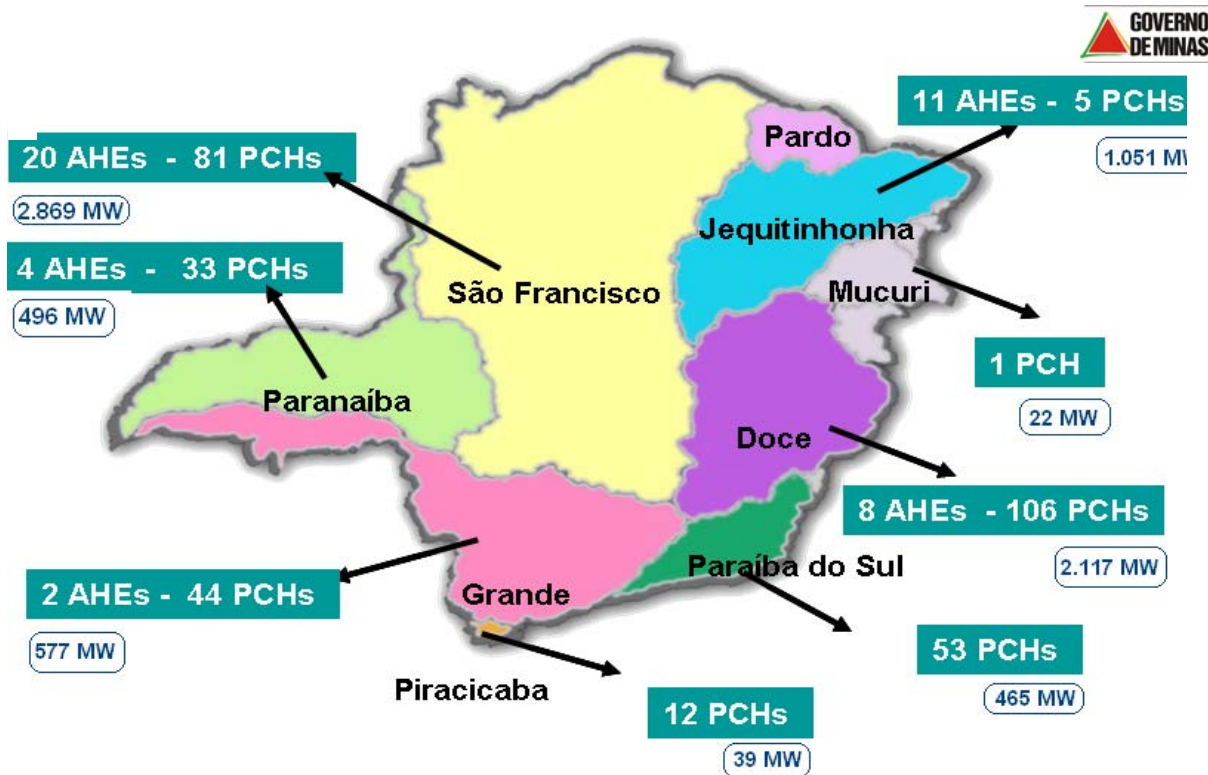 GOVERNO
DE MINAS
11 AHEs - 5 PCHs
1.051 MW
Pardo
20 AHEs - 81 PCHs
2.869 MW
Jequitinhonha
4 AHEs - 33 PCHs
496 MW
São Francisco
Mucuri
1 PCH
22 MW
Paranaíba
Doce
8 AHEs - 106 PCHs
2.117 MW
Paraíba do Sul
2 AHEs - 44 PCHs
577 MW
Grande
53 PCHs
465 MW
Piracicaba
12 PCHs
39 MW